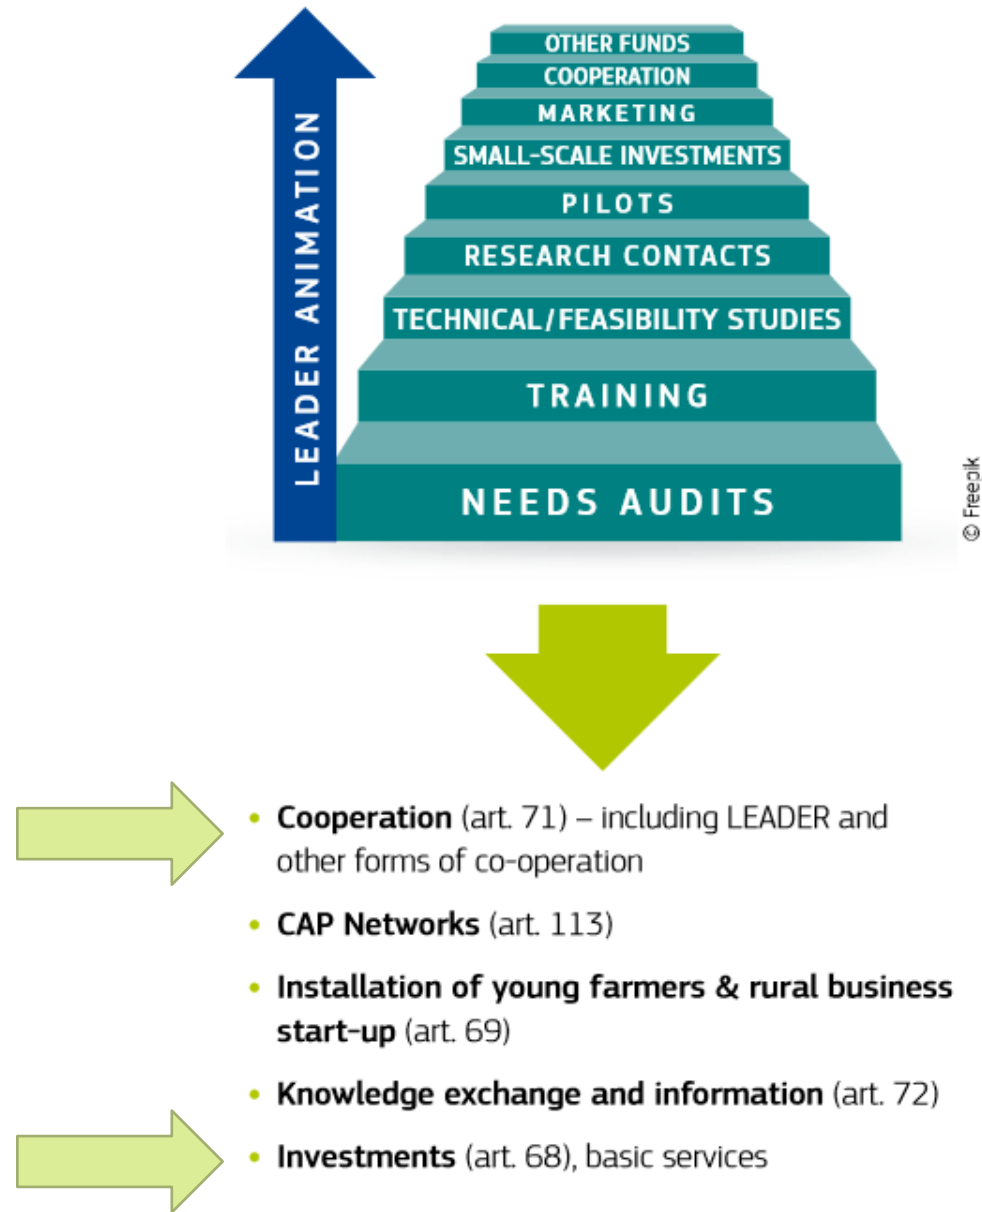 LEADER ANIMATION
OTHER FUNDS
COOPERATION
MARKETING
SMALL-SCALE INVESTMENTS
PILOTS
RESEARCH CONTACTS
TECHNICAL/FEASIBILITY STUDIES
TRAINING
NEEDS AUDITS
© Freepik
• Cooperation (art. 71) – including LEADER and
other forms of co-operation
• CAP Networks (art. 113)
• Installation of young farmers & rural business
start-up (art. 69)
• Knowledge exchange and information (art. 72)
• Investments (art. 68), basic services